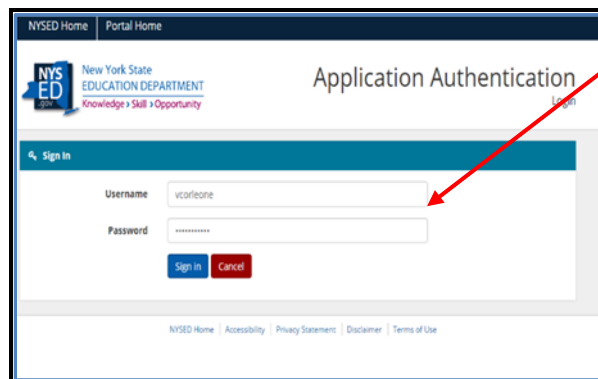 NYSED Home | Portal Home
NYS
ED
.gov
New York State
EDUCATION DEPARTMENT
Knowledge > Skill > Opportunity
Application Authentication
Login
Sign In
Username vcorleone
Password ············
Sign in Cancel
NYSED Home | Accessibility | Privacy Statement | Disclaimer | Terms of Use